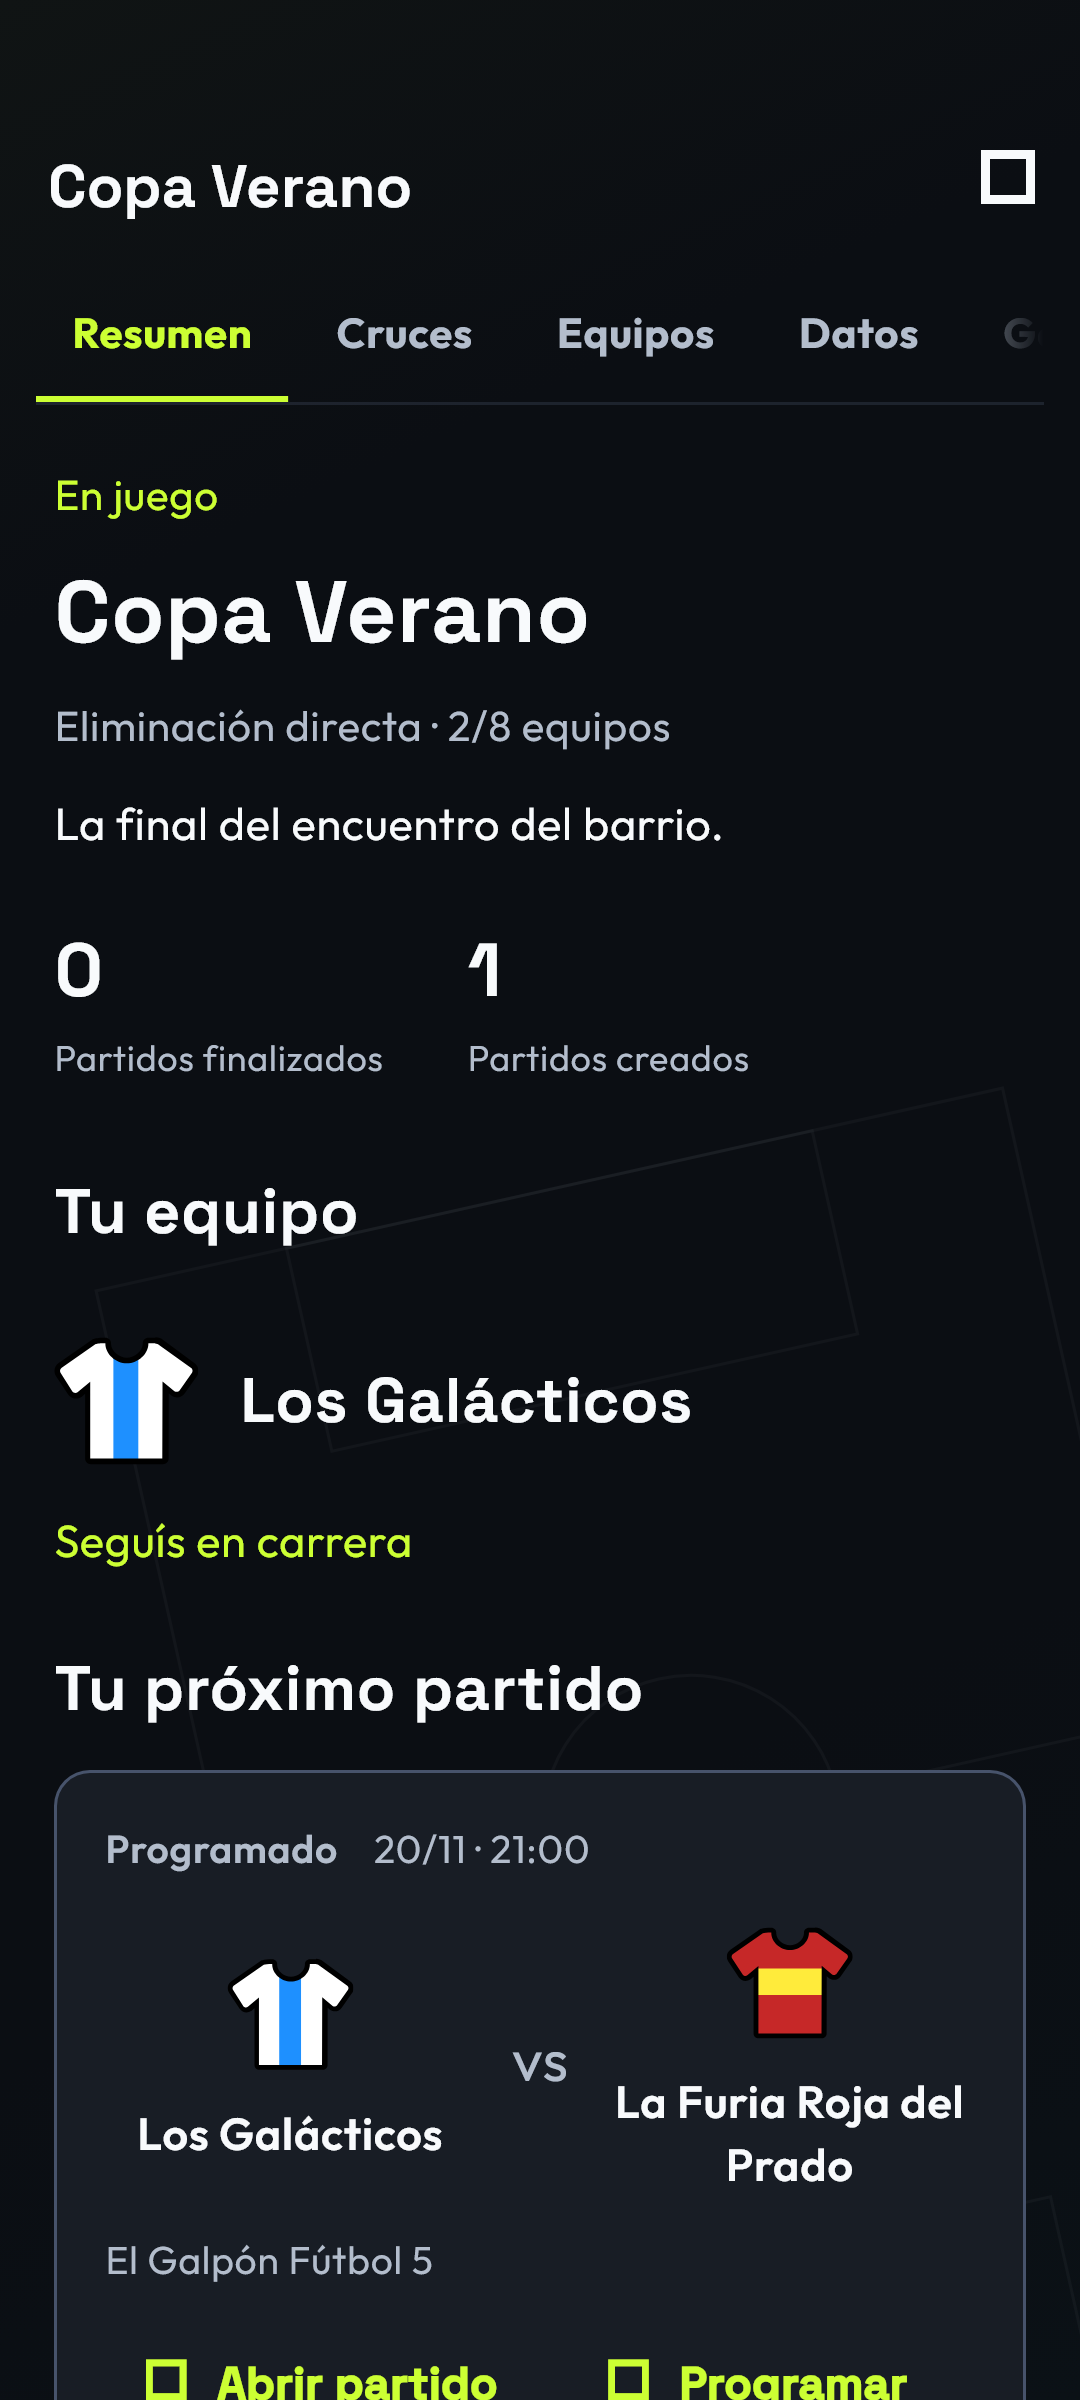 Copa Verano
Resumen Cruces Equipos Datos
En juego
Copa Verano
Eliminación directa · 2/8 equipos
La final del encuentro del barrio.
0 1
Partidos finalizados Partidos creados
Tu equipo
Los Galácticos
Seguís en carrera
Tu próximo partido
Programado 20/11 · 21:00
Los Galácticos vs La Furia Roja del
Prado
El Galpón Fútbol 5
Abrir partido Programar